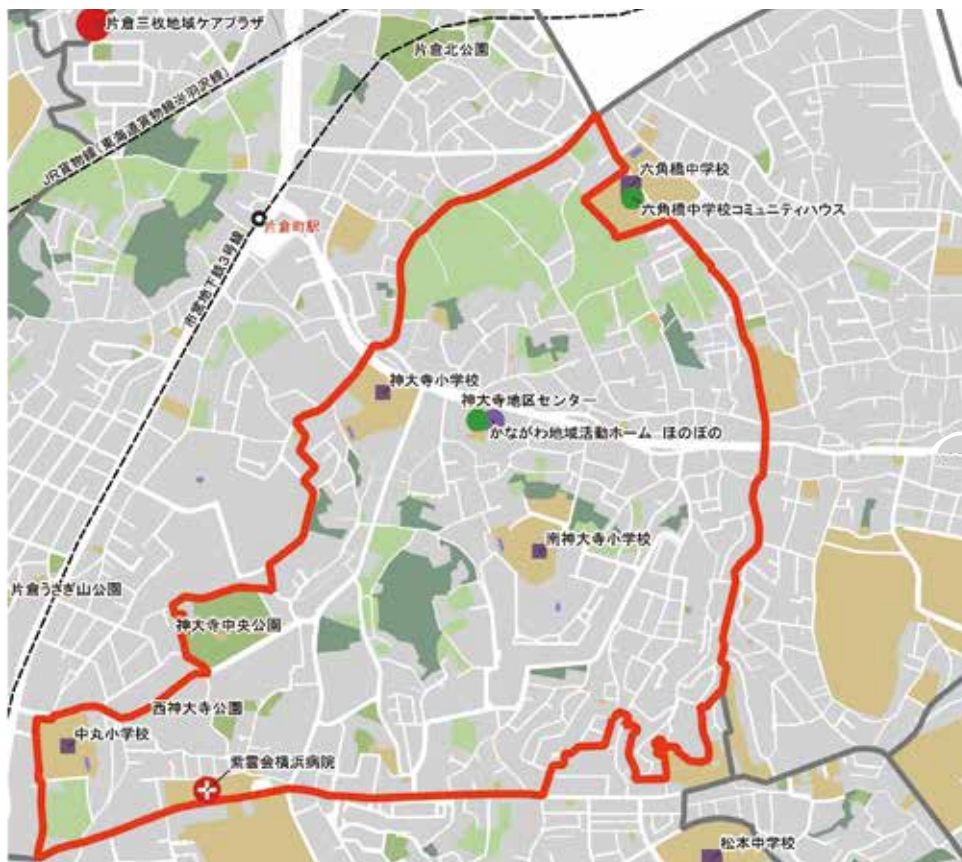 片倉三枚地域ケアプラザ
片倉北公園
JR貨物線（東海道貨物線汐羽沢線）
六角橋中学校
六角橋中学校コミュニティハウス
片倉町駅
市営地下鉄3号線
神大寺小学校
神大寺地区センター
かながわ地域活動ホーム ほのぼの
南神大寺小学校
片倉うさぎ山公園
神大寺中央公園
西神大寺公園
中丸小学校
紫雲会横浜病院
松本中学校